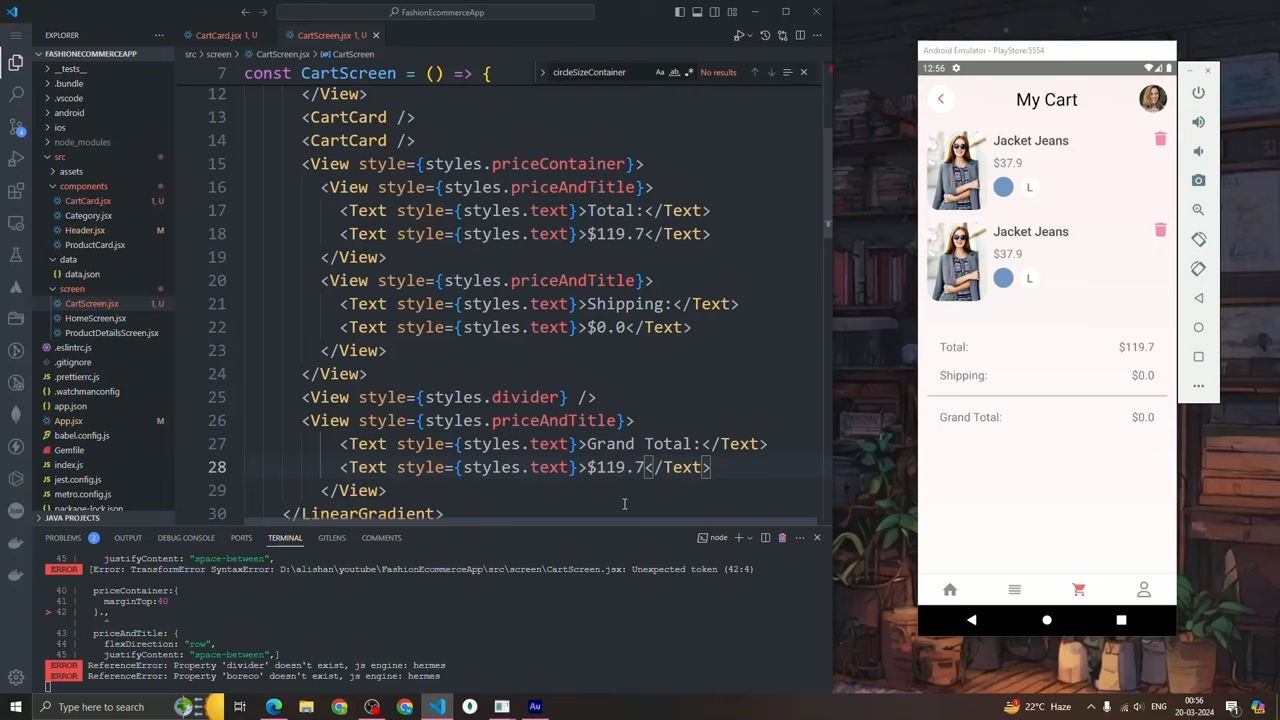 FashionEcommerceApp
EXPLORER
CartCard.jsx 1, U
CartScreen.jsx 1, U
FASHIONECOMMERCEAPP
__tests__
.bundle
.vscode
android
ios
node_modules
src
assets
components
CartCard.jsx 1, U
Category.jsx
Header.jsx M
ProductCard.jsx
data
data.json
screen
CartScreen.jsx 1, U
HomeScreen.jsx
ProductDetailsScreen.jsx
.eslintrc.js
.gitignore
.prettierrc.js
.watchmanconfig
app.json
App.jsx M
babel.config.js
Gemfile
index.js
jest.config.js
metro.config.js
package-lock.json
JAVA PROJECTS
src > screen > CartScreen.jsx > CartScreen
circleSizeContainer Aa ab No results
7 const CartScreen = () => {
12 </View>
13 <CartCard />
14 <CartCard />
15 <View style={styles.priceContainer}>
16 <View style={styles.priceAndTitle}>
17 <Text style={styles.text}>Total:</Text>
18 <Text style={styles.text}>$119.7</Text>
19 </View>
20 <View style={styles.priceAndTitle}>
21 <Text style={styles.text}>Shipping:</Text>
22 <Text style={styles.text}>$0.0</Text>
23 </View>
24 </View>
25 <View style={styles.divider} />
26 <View style={styles.priceAndTitle}>
27 <Text style={styles.text}>Grand Total:</Text>
28 <Text style={styles.text}>$119.7</Text>
29 </View>
30 </LinearGradient>
PROBLEMS 2 OUTPUT DEBUG CONSOLE PORTS TERMINAL GITLENS COMMENTS
node
45 | justifyContent: "space-between",
ERROR [Error: TransformError SyntaxError: D:\alishan\youtube\FashionEcommerceApp\src\screen\CartScreen.jsx: Unexpected token (42:4)
40 | priceContainer:{
41 | marginTop:40
> 42 | }.,
| ^
43 | priceAndTitle: {
44 | flexDirection: "row",
45 | justifyContent: "space-between",]
ERROR ReferenceError: Property 'divider' doesn't exist, js engine: hermes
ERROR ReferenceError: Property 'boreco' doesn't exist, js engine: hermes
Android Emulator - PlayStore:5554
12:56
My Cart
Jacket Jeans
$37.9
L
Jacket Jeans
$37.9
L
Total: $119.7
Shipping: $0.0
Grand Total: $0.0
Type here to search
Au
22°C Haze
ENG
00:56
20-03-2024